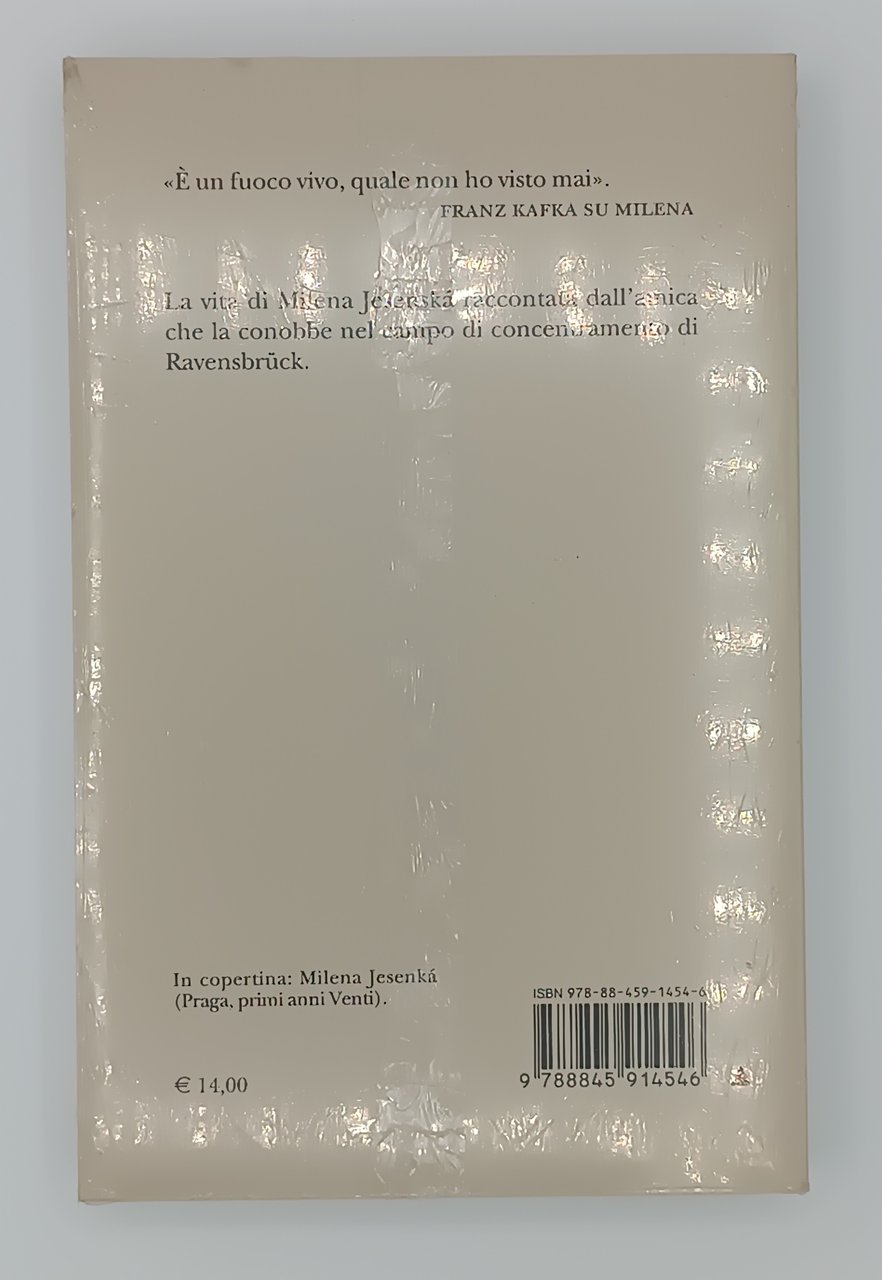 «È un fuoco vivo, quale non ho visto mai».
FRANZ KAFKA SU MILENA
La vita di Milena Jesenská raccontata dall'amica
che la conobbe nel campo di concentramento di
Ravensbrück.
In copertina: Milena Jesenká
(Praga, primi anni Venti).
ISBN 978-88-459-1454-6
9 788845 914546
€ 14,00